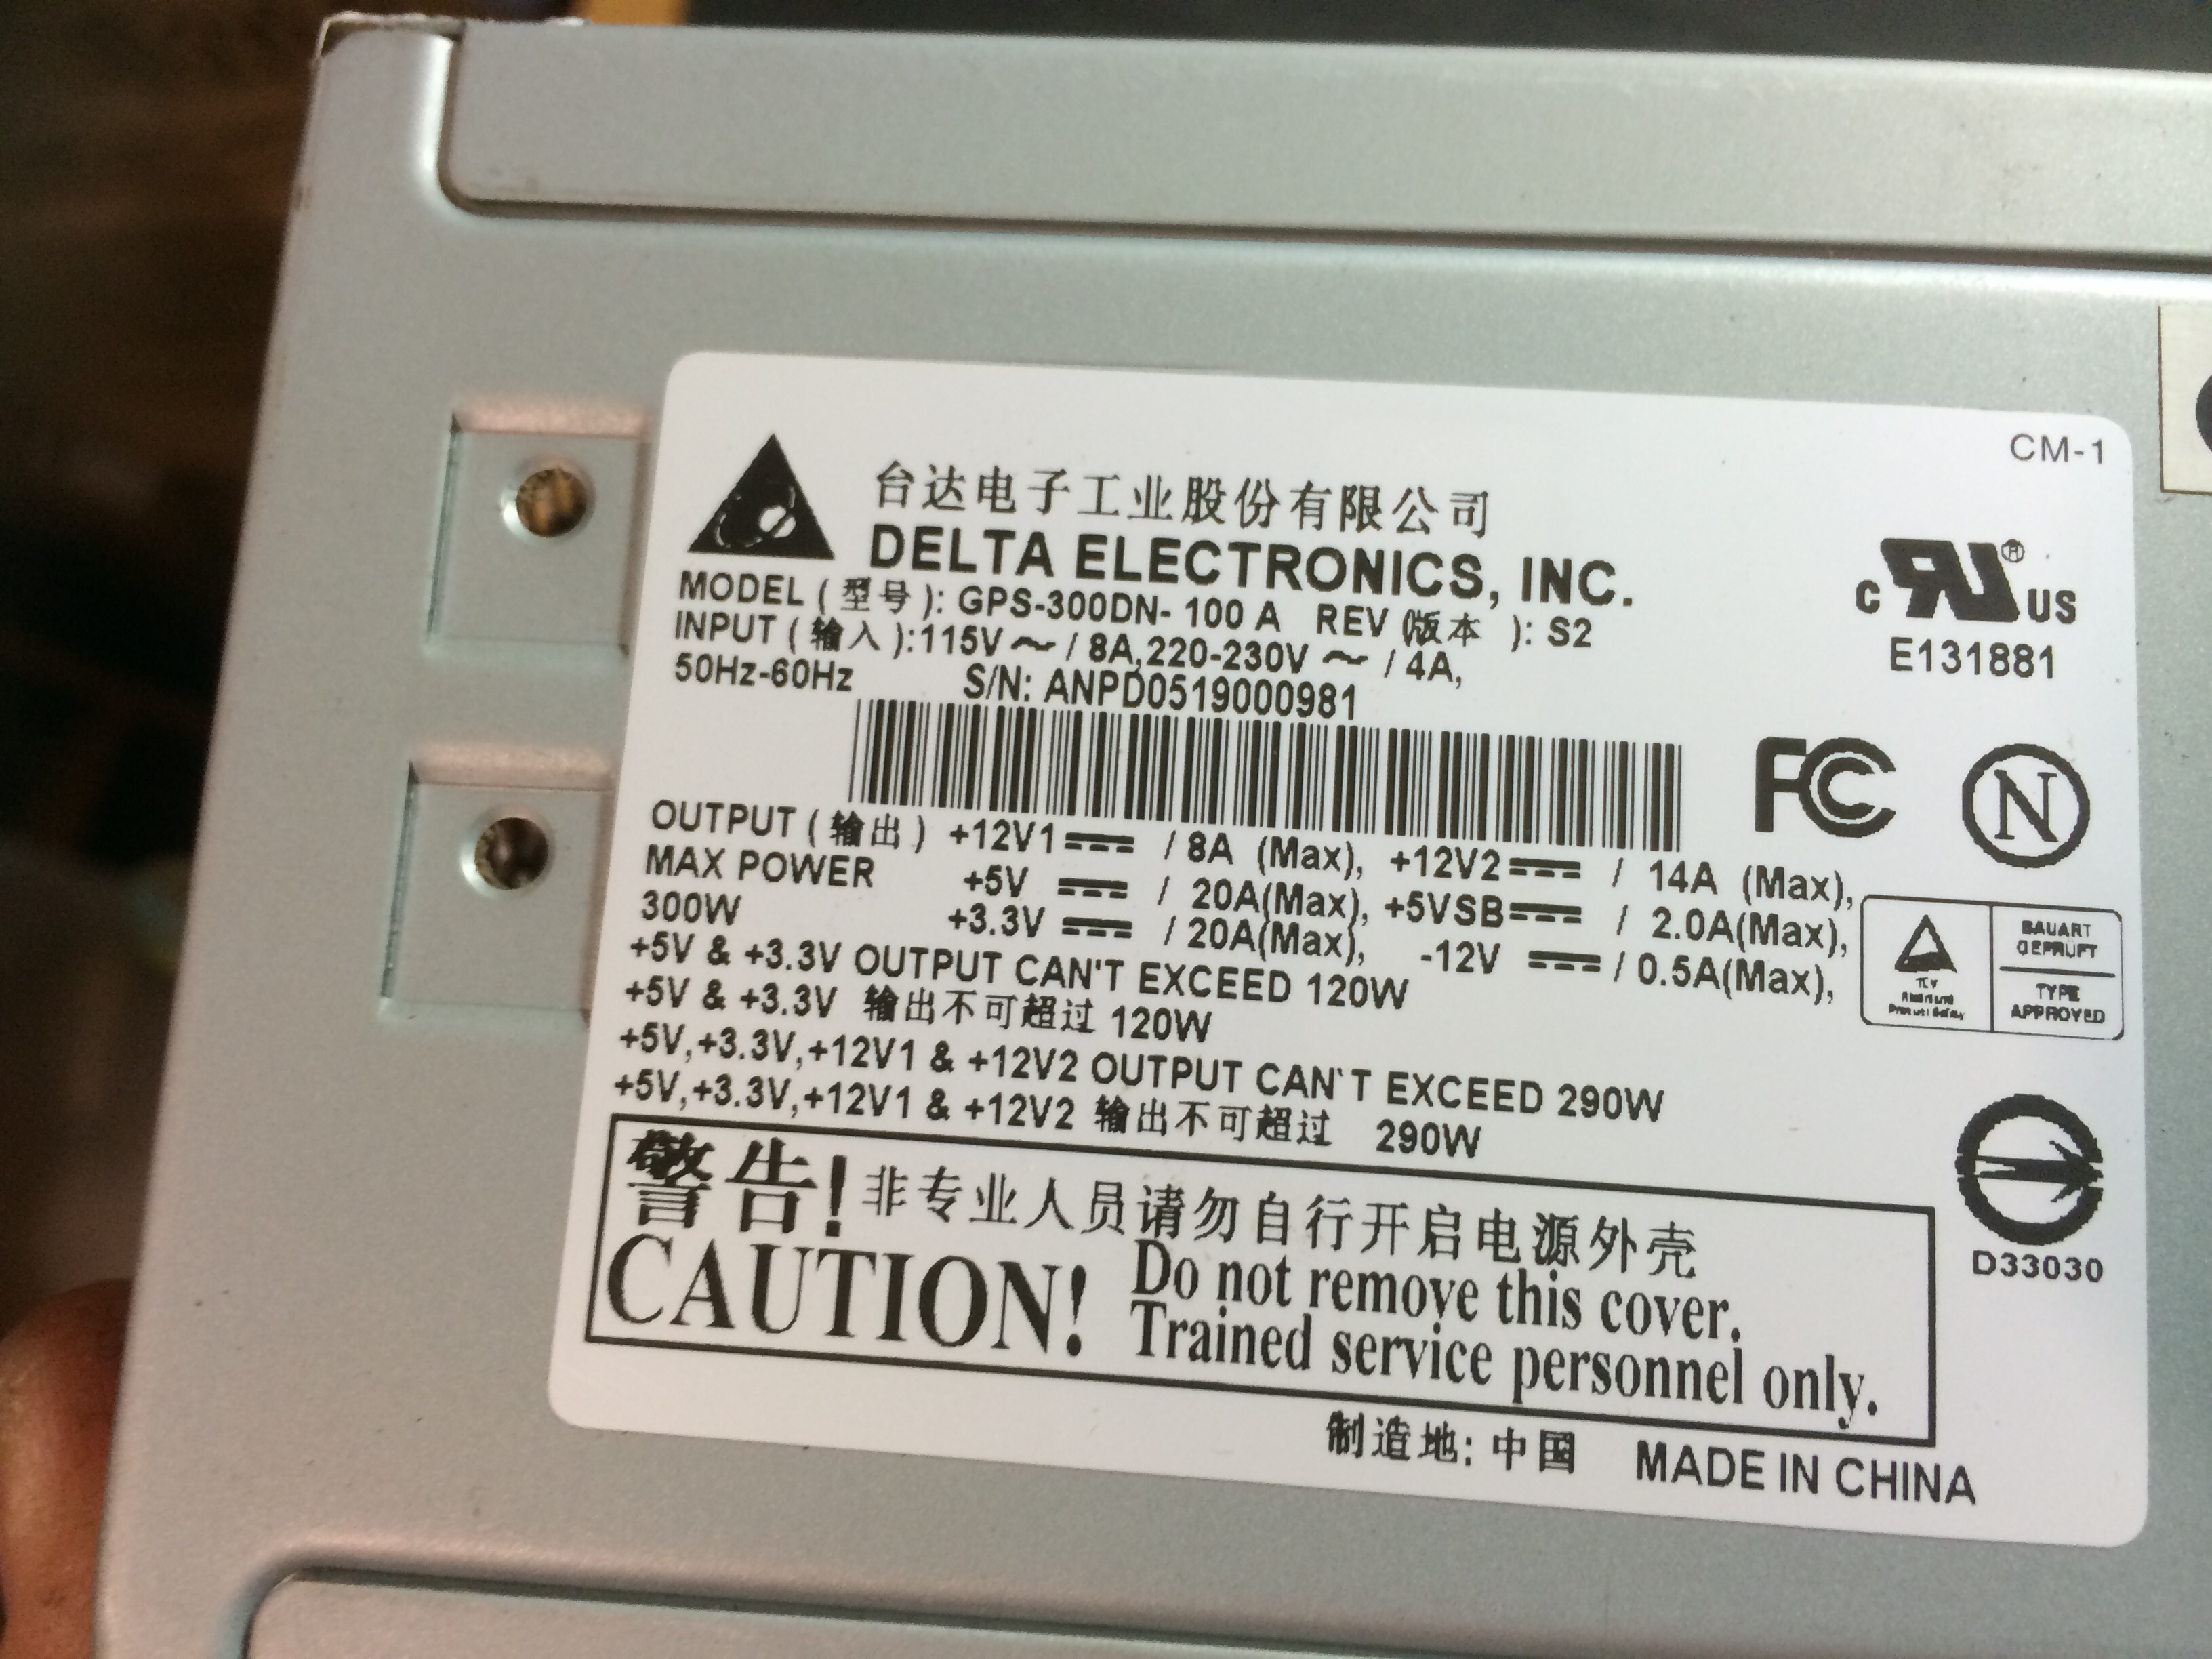 CM-1
台达电子工业股份有限公司
DELTA ELECTRONICS, INC.
MODEL (型号): GPS-300DN- 100 A REV (版本 ): S2
INPUT (输入):115V～ / 8A,220-230V ～ / 4A,
50Hz-60Hz S/N: ANPD0519000981
c RU ® US
E131881
FC
N
OUTPUT (输出) +12V1⎓ / 8A (Max), +12V2⎓ / 14A (Max),
MAX POWER +5V ⎓ / 20A(Max), +5VSB⎓ / 2.0A(Max),
300W +3.3V ⎓ / 20A(Max), -12V ⎓ / 0.5A(Max),
+5V & +3.3V OUTPUT CAN'T EXCEED 120W
+5V & +3.3V 输出不可超过 120W
+5V,+3.3V,+12V1 & +12V2 OUTPUT CAN'T EXCEED 290W
+5V,+3.3V,+12V1 & +12V2 输出不可超过 290W
BAUART
GEPRUFT
TYPE
APPROVED
D33030
警告! 非专业人员请勿自行开启电源外壳
CAUTION! Do not remove this cover.
Trained service personnel only.
制造地: 中国 MADE IN CHINA